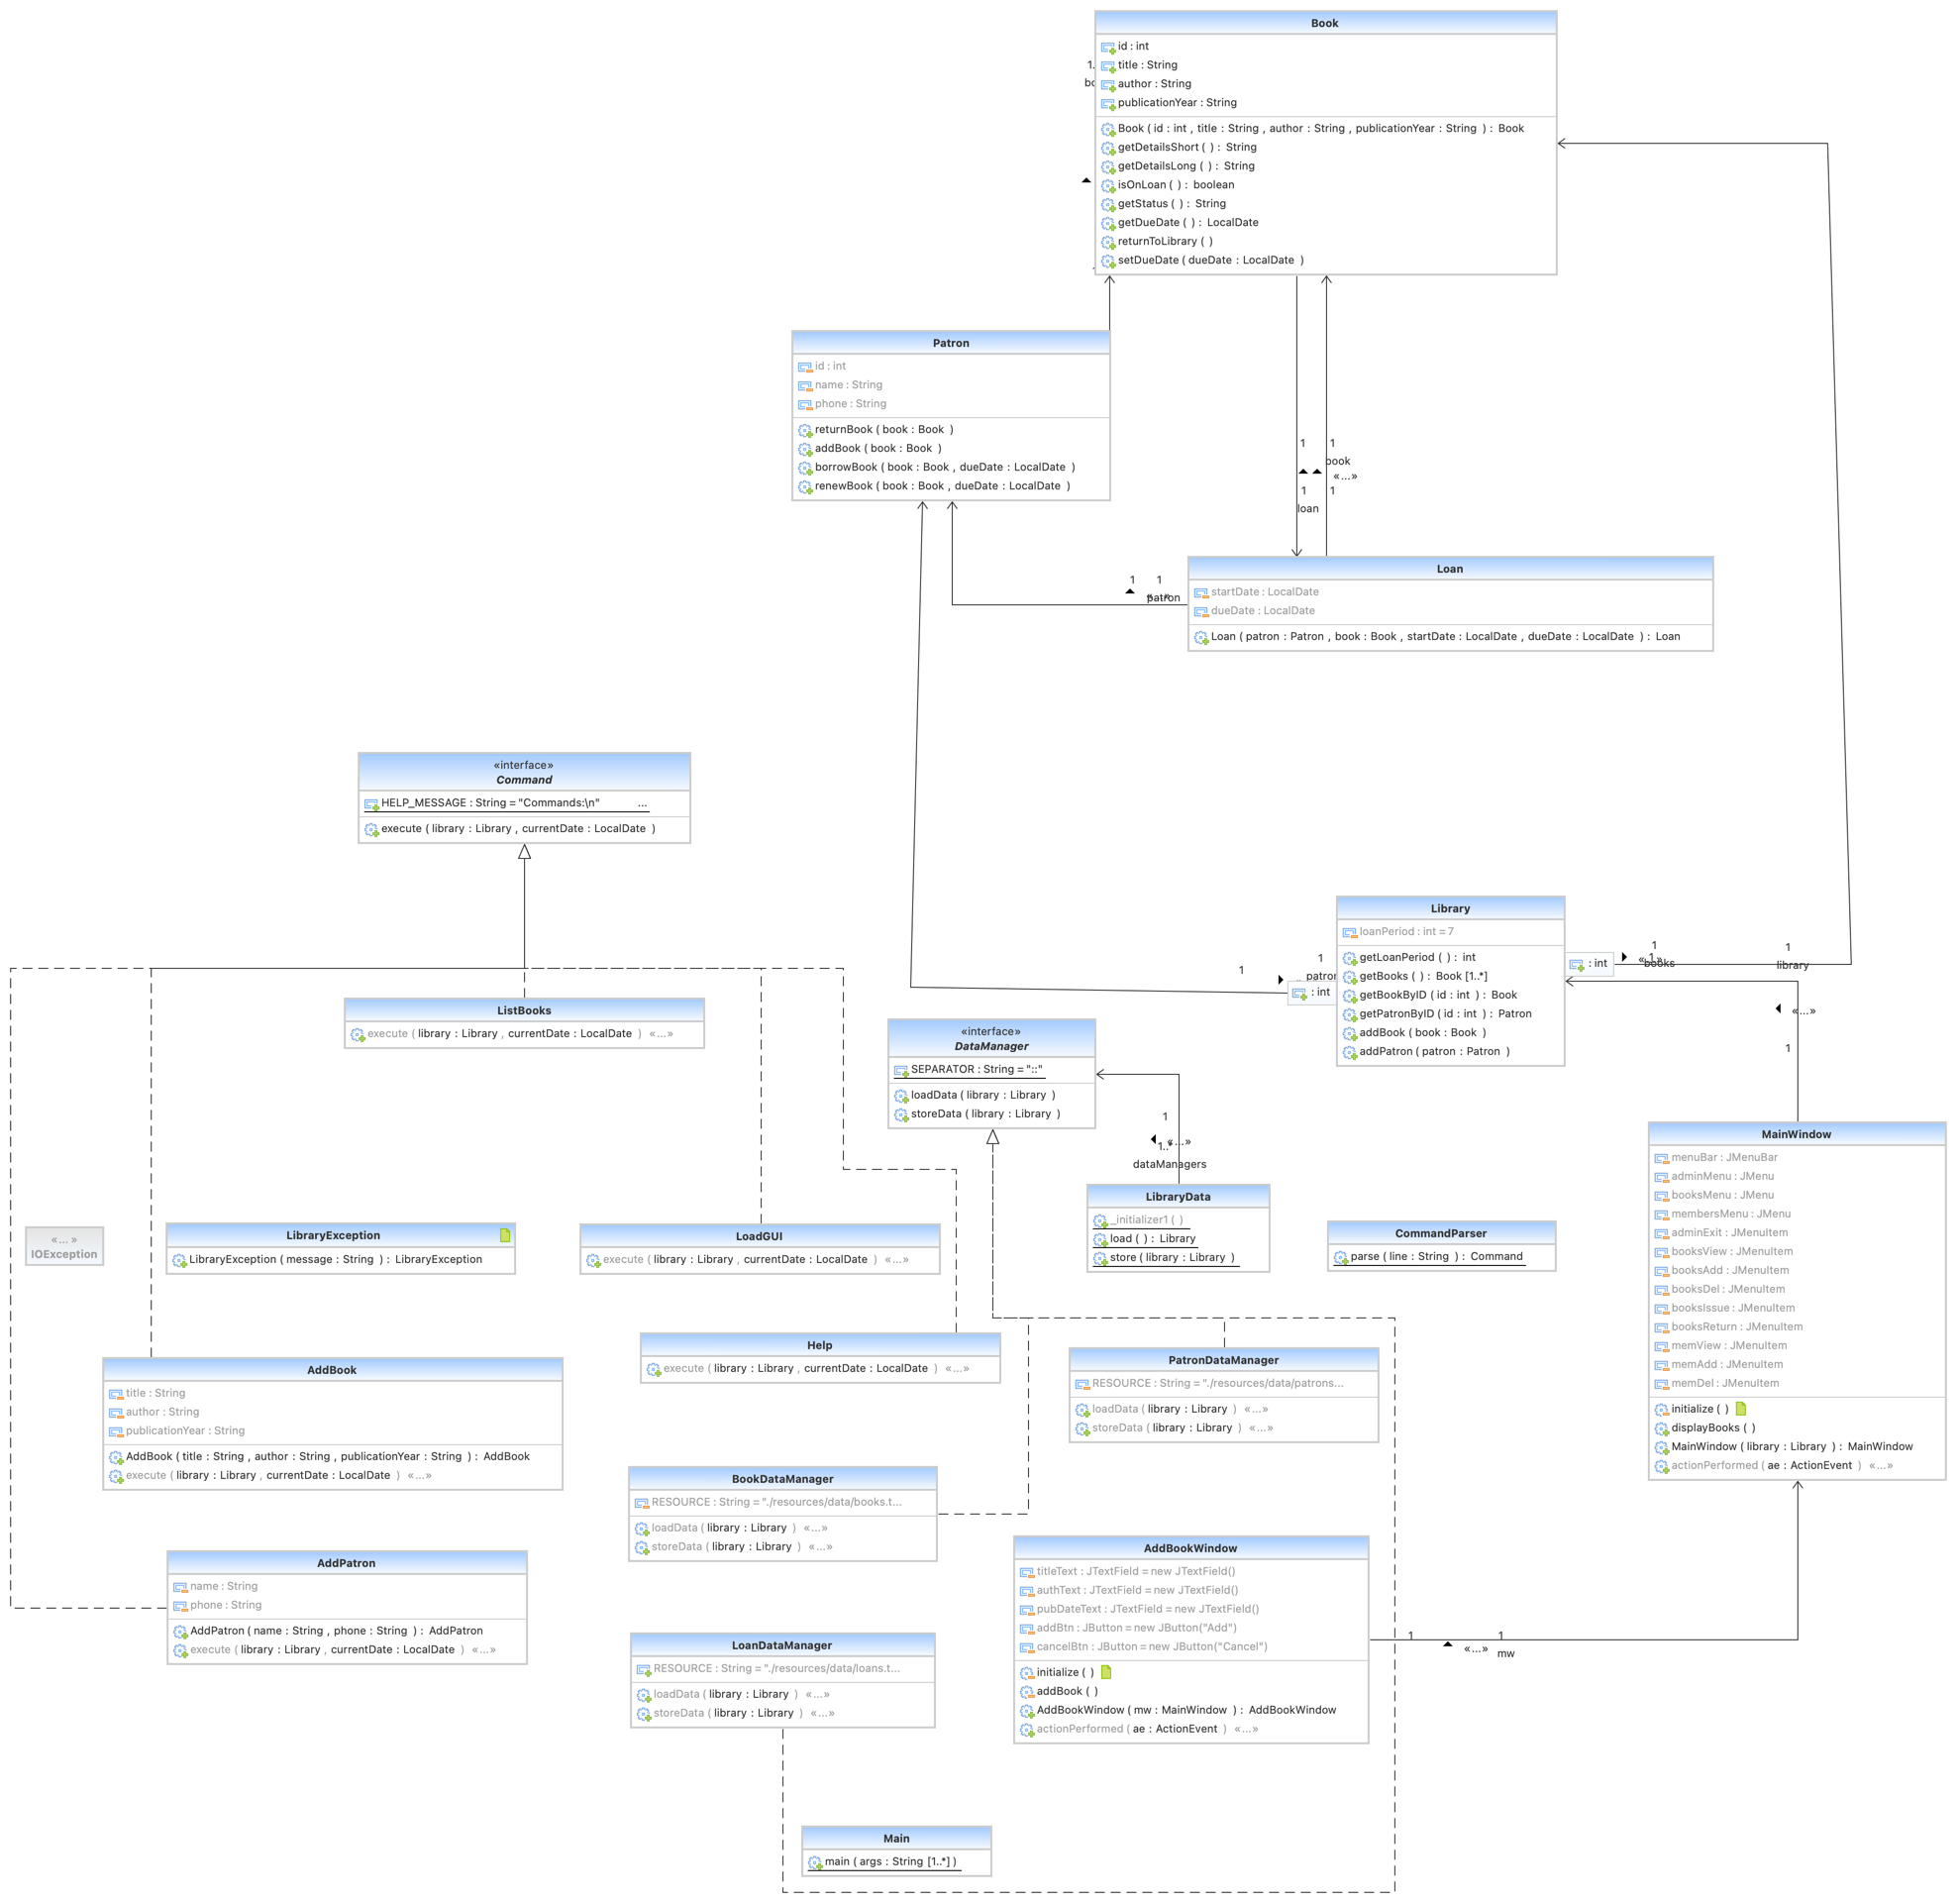 Book
id : int
title : String
author : String
publicationYear : String
Book ( id : int , title : String , author : String , publicationYear : String ) : Book
getDetailsShort ( ) : String
getDetailsLong ( ) : String
isOnLoan ( ) : boolean
getStatus ( ) : String
getDueDate ( ) : LocalDate
returnToLibrary ( )
setDueDate ( dueDate : LocalDate )
Patron
id : int
name : String
phone : String
returnBook ( book : Book )
addBook ( book : Book )
borrowBook ( book : Book , dueDate : LocalDate )
renewBook ( book : Book , dueDate : LocalDate )
1 1
book
«...»
1 1
loan
Loan
startDate : LocalDate
dueDate : LocalDate
Loan ( patron : Patron , book : Book , startDate : LocalDate , dueDate : LocalDate ) : Loan
1 1
patron
«interface»
Command
HELP_MESSAGE : String = "Commands:\n" ...
execute ( library : Library , currentDate : LocalDate )
Library
loanPeriod : int = 7
getLoanPeriod ( ) : int
getBooks ( ) : Book [1..*]
getBookByID ( id : int ) : Book
getPatronByID ( id : int ) : Patron
addBook ( book : Book )
addPatron ( patron : Patron )
: int
1
books
1
library
1 1
: int
«...»
1
ListBooks
execute ( library : Library , currentDate : LocalDate ) «...»
«interface»
DataManager
SEPARATOR : String = "::"
loadData ( library : Library )
storeData ( library : Library )
1
«...»
1..*
dataManagers
LibraryData
_initializer1 ( )
load ( ) : Library
store ( library : Library )
CommandParser
parse ( line : String ) : Command
MainWindow
menuBar : JMenuBar
adminMenu : JMenu
booksMenu : JMenu
membersMenu : JMenu
adminExit : JMenuItem
booksView : JMenuItem
booksAdd : JMenuItem
booksDel : JMenuItem
booksIssue : JMenuItem
booksReturn : JMenuItem
memView : JMenuItem
memAdd : JMenuItem
memDel : JMenuItem
initialize ( )
displayBooks ( )
MainWindow ( library : Library ) : MainWindow
actionPerformed ( ae : ActionEvent ) «...»
«... »
IOException
LibraryException
LibraryException ( message : String ) : LibraryException
LoadGUI
execute ( library : Library , currentDate : LocalDate ) «...»
Help
execute ( library : Library , currentDate : LocalDate ) «...»
AddBook
title : String
author : String
publicationYear : String
AddBook ( title : String , author : String , publicationYear : String ) : AddBook
execute ( library : Library , currentDate : LocalDate ) «...»
PatronDataManager
RESOURCE : String = "./resources/data/patrons...
loadData ( library : Library ) «...»
storeData ( library : Library ) «...»
BookDataManager
RESOURCE : String = "./resources/data/books.t...
loadData ( library : Library ) «...»
storeData ( library : Library ) «...»
AddPatron
name : String
phone : String
AddPatron ( name : String , phone : String ) : AddPatron
execute ( library : Library , currentDate : LocalDate ) «...»
AddBookWindow
titleText : JTextField = new JTextField()
authText : JTextField = new JTextField()
pubDateText : JTextField = new JTextField()
addBtn : JButton = new JButton("Add")
cancelBtn : JButton = new JButton("Cancel")
initialize ( )
addBook ( )
AddBookWindow ( mw : MainWindow ) : AddBookWindow
actionPerformed ( ae : ActionEvent ) «...»
1 1
«...» mw
LoanDataManager
RESOURCE : String = "./resources/data/loans.t...
loadData ( library : Library ) «...»
storeData ( library : Library ) «...»
Main
main ( args : String [1..*] )